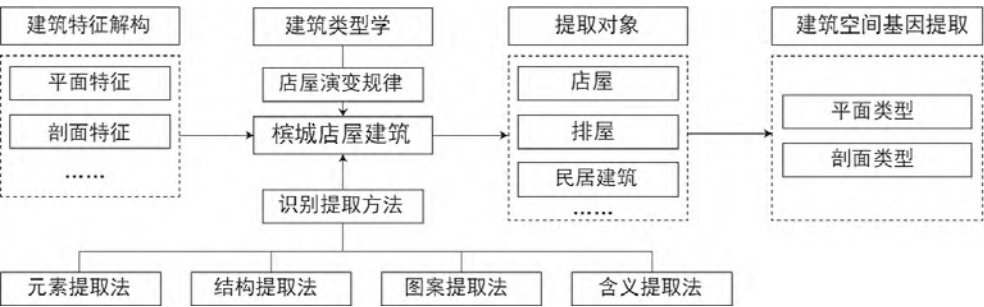 建筑特征解构
建筑类型学
提取对象
建筑空间基因提取
平面特征
剖面特征
……
店屋演变规律
槟城店屋建筑
识别提取方法
店屋
排屋
民居建筑
……
平面类型
剖面类型
元素提取法
结构提取法
图案提取法
含义提取法